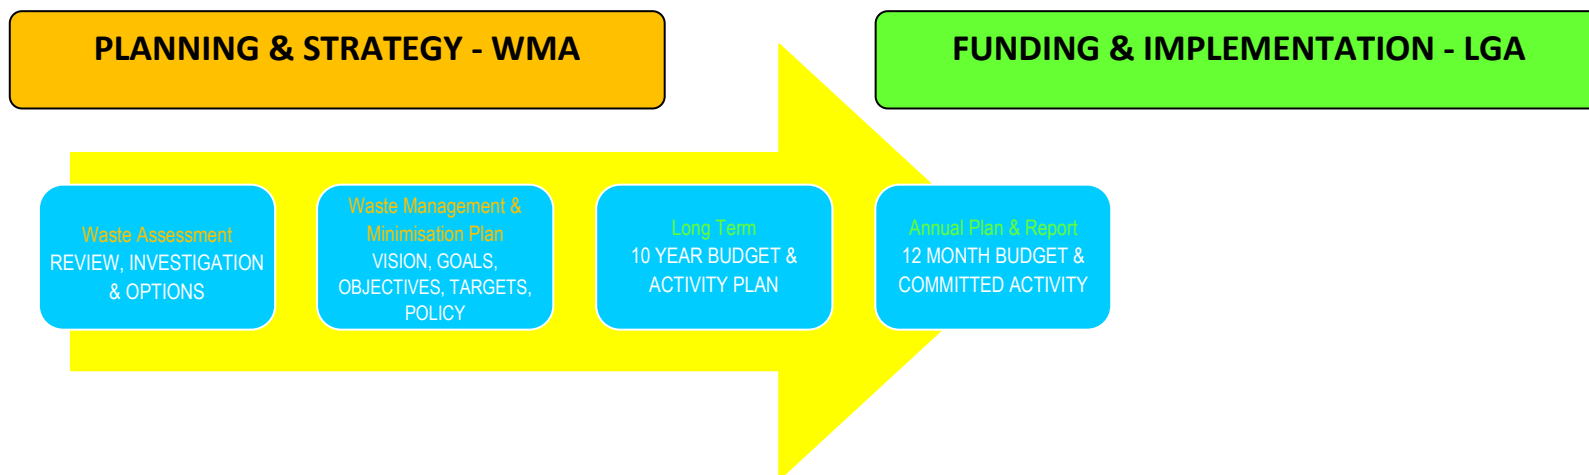 PLANNING & STRATEGY - WMA
FUNDING & IMPLEMENTATION - LGA
Waste Assessment
REVIEW, INVESTIGATION
& OPTIONS
Waste Management &
Minimisation Plan
VISION, GOALS,
OBJECTIVES, TARGETS,
POLICY
Long Term
10 YEAR BUDGET &
ACTIVITY PLAN
Annual Plan & Report
12 MONTH BUDGET &
COMMITTED ACTIVITY